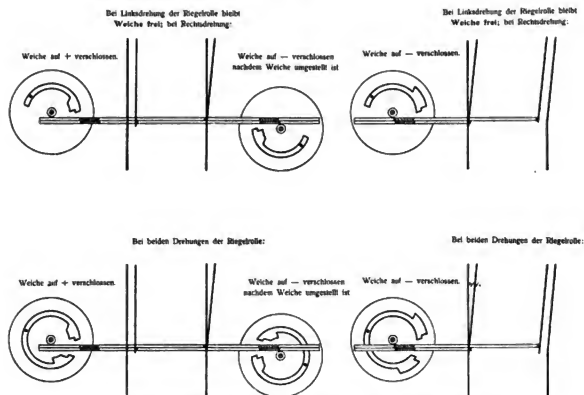 Bei Linksdrehung der Riegelrolle bleibt
Weiche frei; bei Rechtsdrehung:
Weiche auf + verschlossen.
Weiche auf — verschlossen
nachdem Weiche umgestellt ist
Bei Linksdrehung der Riegelrolle bleibt
Weiche frei; bei Rechtsdrehung:
Weiche auf — verschlossen.
Bei beiden Drehungen der Riegelrolle:
Weiche auf + verschlossen.
Weiche auf — verschlossen
nachdem Weiche umgestellt ist
Bei beiden Drehungen der Riegelrolle:
Weiche auf — verschlossen.